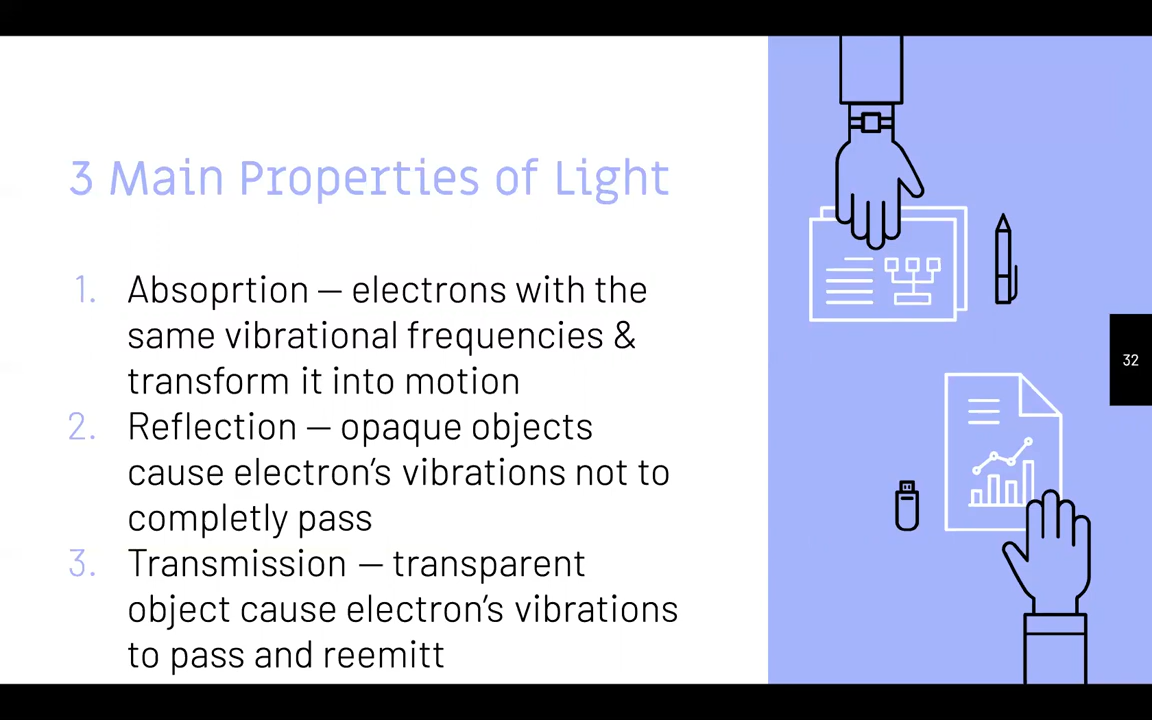 3 Main Properties of Light
1. Absoprtion — electrons with the
same vibrational frequencies &
transform it into motion
2. Reflection — opaque objects
cause electron's vibrations not to
completly pass
3. Transmission — transparent
object cause electron's vibrations
to pass and reemitt
32